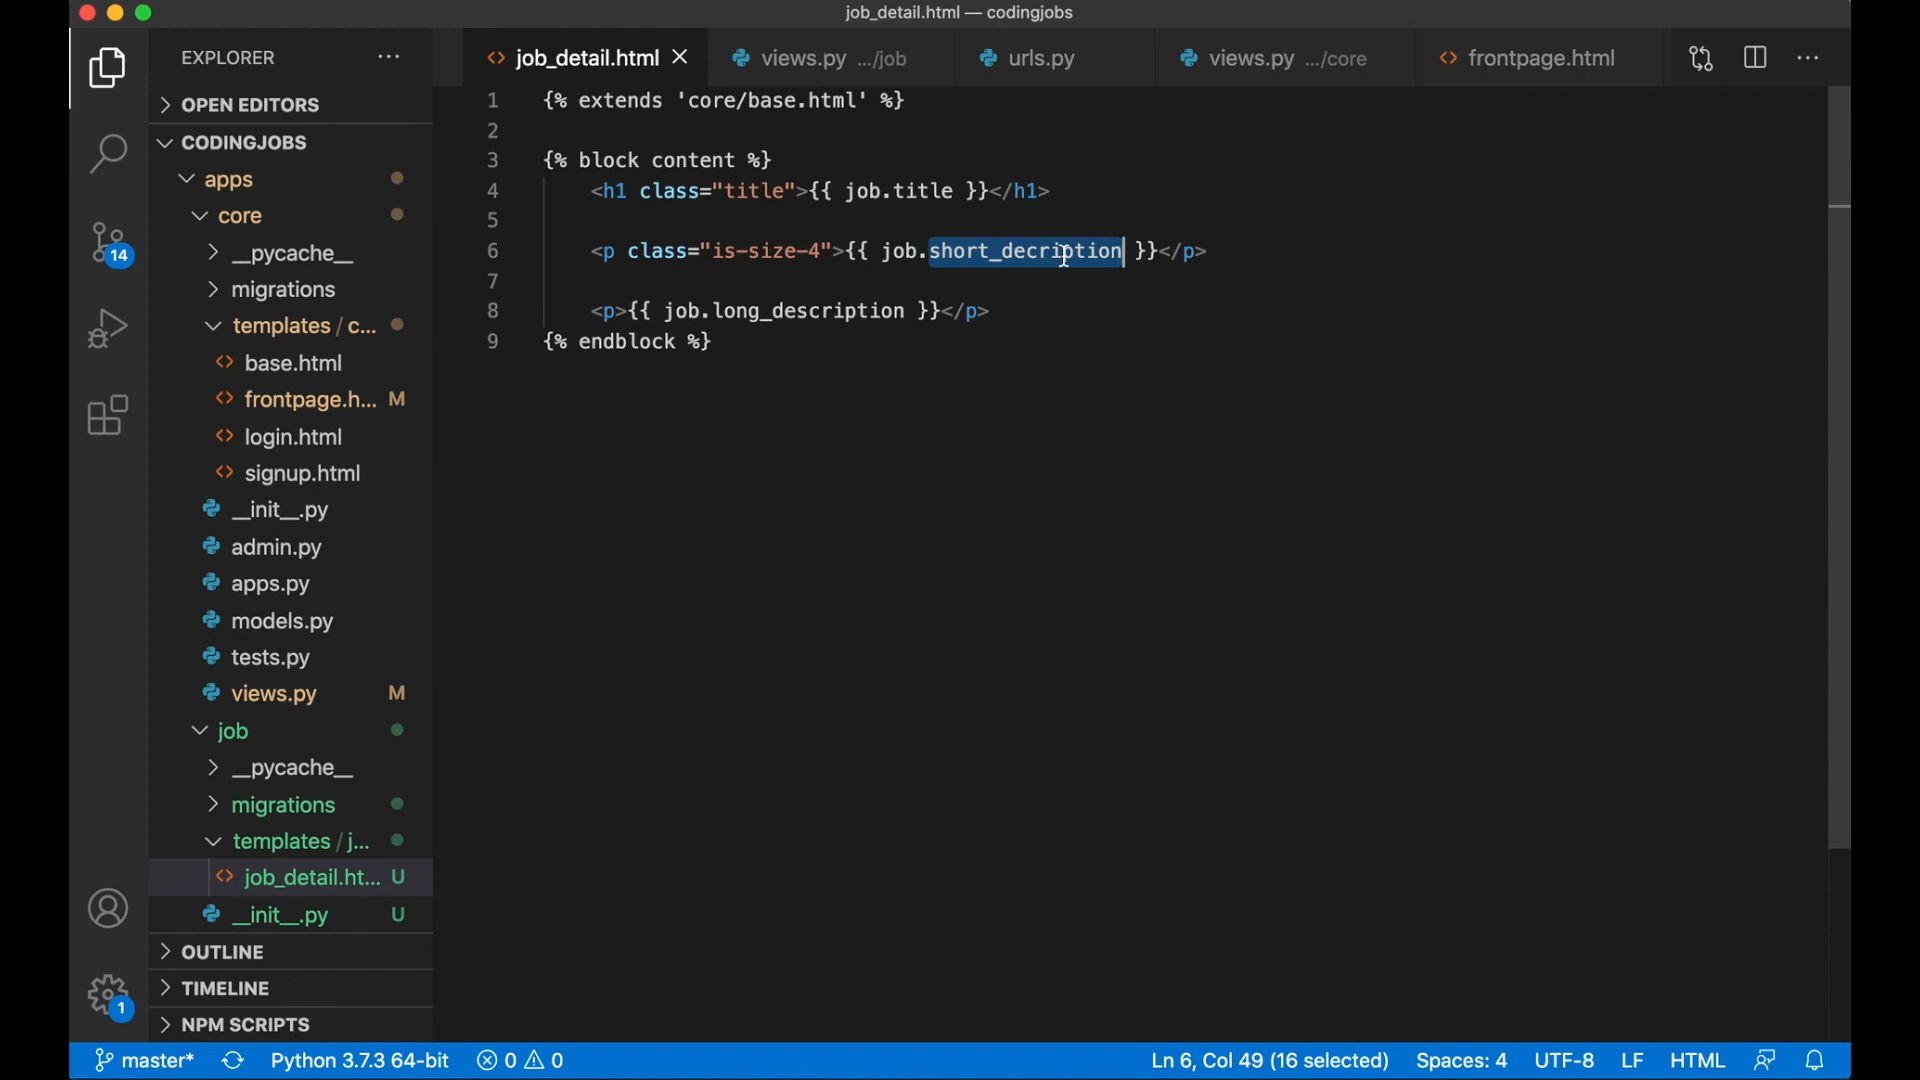 job_detail.html — codingjobs
EXPLORER
job_detail.html
views.py .../job
urls.py
views.py .../core
frontpage.html
OPEN EDITORS
CODINGJOBS
apps
core
__pycache__
migrations
templates / c...
base.html
frontpage.h... M
login.html
signup.html
__init__.py
admin.py
apps.py
models.py
tests.py
views.py M
job
__pycache__
migrations
templates / j...
job_detail.ht... U
__init__.py U
OUTLINE
TIMELINE
NPM SCRIPTS
14
1
1 {% extends 'core/base.html' %}
2
3 {% block content %}
4 <h1 class="title">{{ job.title }}</h1>
5
6 <p class="is-size-4">{{ job.short_decription }}</p>
7
8 <p>{{ job.long_description }}</p>
9 {% endblock %}
master* Python 3.7.3 64-bit 0 0 Ln 6, Col 49 (16 selected) Spaces: 4 UTF-8 LF HTML